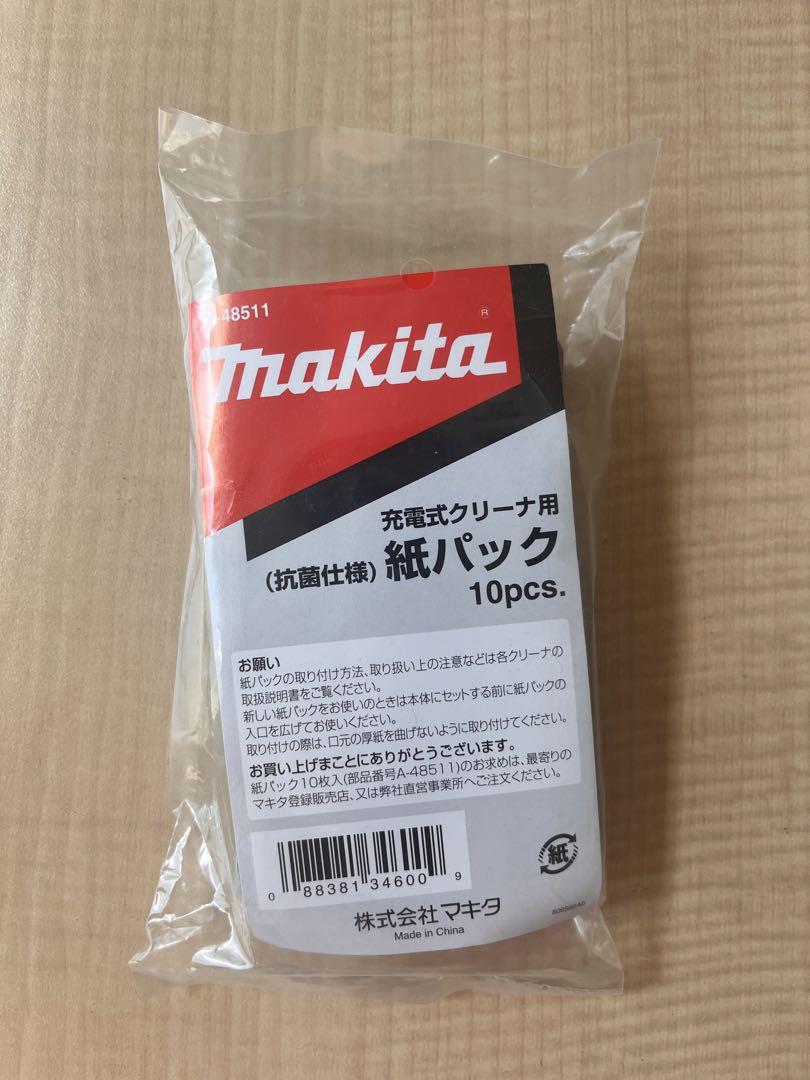 -48511
makita®
充電式クリーナ用
(抗菌仕様) 紙パック
10pcs.
お願い
紙パックの取り付け方法、取り扱い上の注意などは各クリーナの
取扱説明書をご覧ください。
新しい紙パックをお使いのときは本体にセットする前に紙パックの
入口を広げてお使いください。
取り付けの際は、口元の厚紙を曲げないように取り付けてください。
お買い上げまことにありがとうございます。
紙パック10枚入(部品番号A-48511)のお求めは、最寄りの
マキタ登録販売店、又は弊社直営事業所へご注文ください。
0 88381 34600 9
紙
株式会社マキタ
Made in China